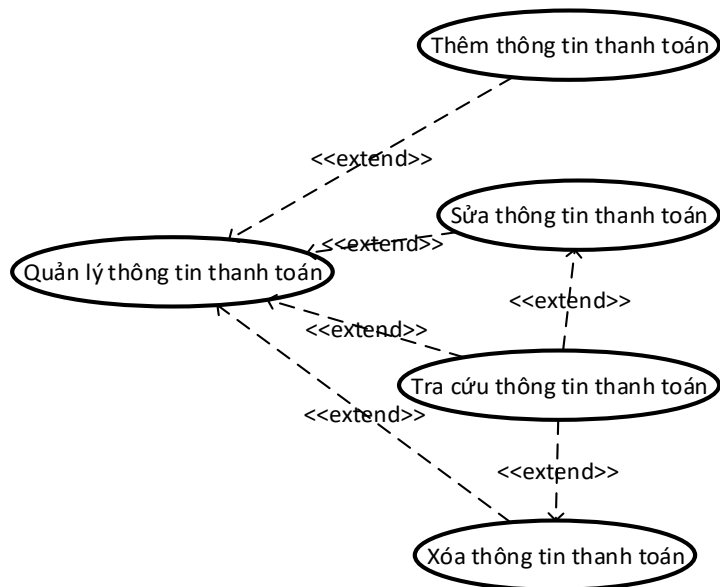 Thêm thông tin thanh toán
<<extend>>
Sửa thông tin thanh toán
<<extend>>
Quản lý thông tin thanh toán
<<extend>>
<<extend>>
Tra cứu thông tin thanh toán
<<extend>>
<<extend>>
Xóa thông tin thanh toán